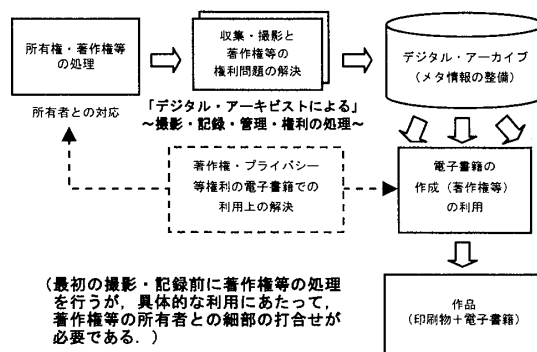 所有権・著作権等
の処理
収集・撮影と
著作権等の
権利問題の解決
デジタル・アーカイブ
(メタ情報の整備)
所有者との対応
「デジタル・アーキビストによる」
~撮影・記録・管理・権利の処理~
著作権・プライバシー
等権利の電子書籍での
利用上の解決
電子書籍の
作成(著作権等)
の利用
作品
(印刷物+電子書籍)
(最初の撮影・記録前に著作権等の処理
を行うが,具体的な利用にあたって,
著作権等の所有者との細部の打合せが
必要である.)